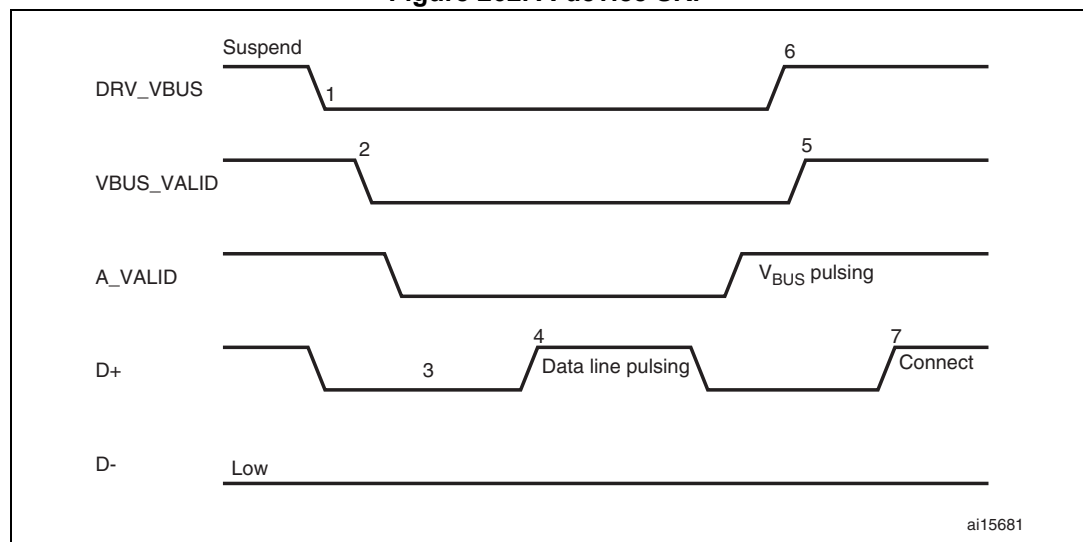 Suspend
6
DRV_VBUS
1
2
5
VBUS_VALID
A_VALID
VBUS pulsing
4
7
D+
3
Data line pulsing
Connect
D-
Low
ai15681